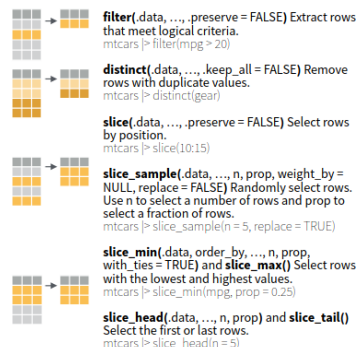 filter(.data, …, .preserve = FALSE) Extract rows
that meet logical criteria.
mtcars |> filter(mpg > 20)
distinct(.data, …, .keep_all = FALSE) Remove
rows with duplicate values.
mtcars |> distinct(gear)
slice(.data, …, .preserve = FALSE) Select rows
by position.
mtcars |> slice(10:15)
slice_sample(.data, …, n, prop, weight_by =
NULL, replace = FALSE) Randomly select rows.
Use n to select a number of rows and prop to
select a fraction of rows.
mtcars |> slice_sample(n = 5, replace = TRUE)
slice_min(.data, order_by, …, n, prop,
with_ties = TRUE) and slice_max() Select rows
with the lowest and highest values.
mtcars |> slice_min(mpg, prop = 0.25)
slice_head(.data, …, n, prop) and slice_tail()
Select the first or last rows.
mtcars |> slice_head(n = 5)